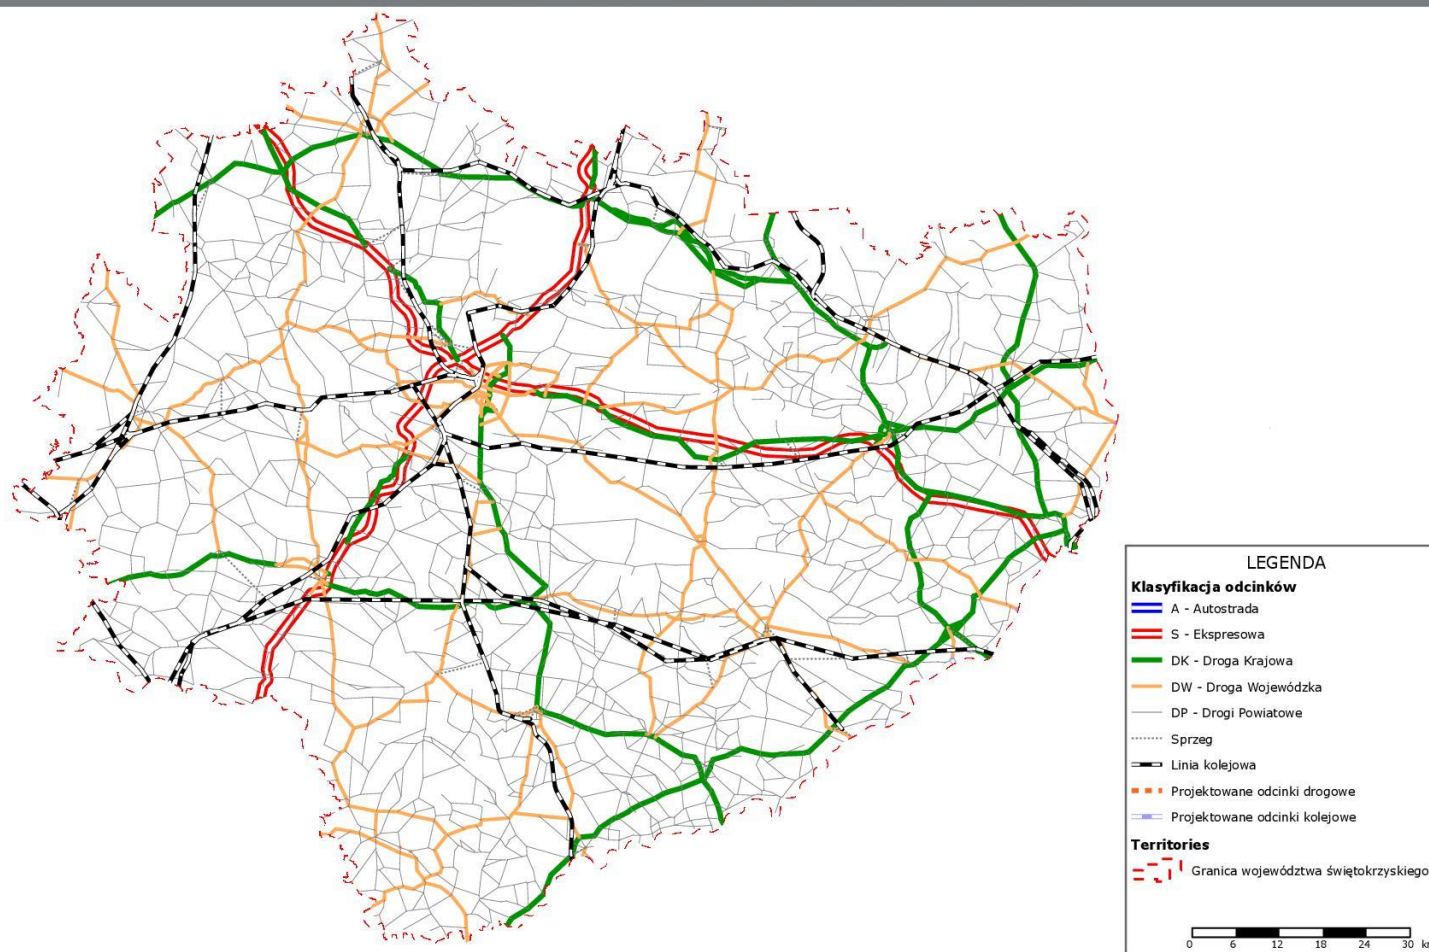 LEGENDA
Klasyfikacja odcinków
A - Autostrada
S - Ekspresowa
DK - Droga Krajowa
DW - Droga Wojewódzka
DP - Drogi Powiatowe
Sprzęg
Linia kolejowa
Projektowane odcinki drogowe
Projektowane odcinki kolejowe
Territories
Granica województwa świętokrzyskiego
0 6 12 18 24 30